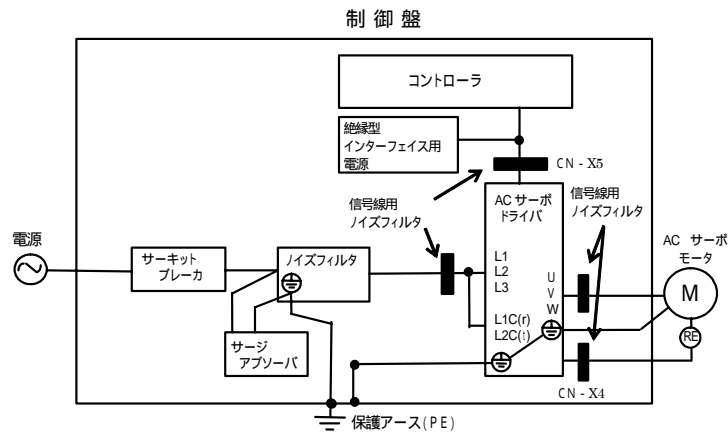 制御盤
コントローラ
絶縁型
インターフェイス用
電源
CN-X5
信号線用
ノイズフィルタ
ACサーボ
ドライバ
信号線用
ノイズフィルタ
電源
サーキット
ブレーカ
ノイズフィルタ
L1
L2
L3
U
V
W
ACサーボ
モータ
M
L1C(r)
L2C(t)
RE
サージ
アブソーバ
CN-X4
保護アース(PE)